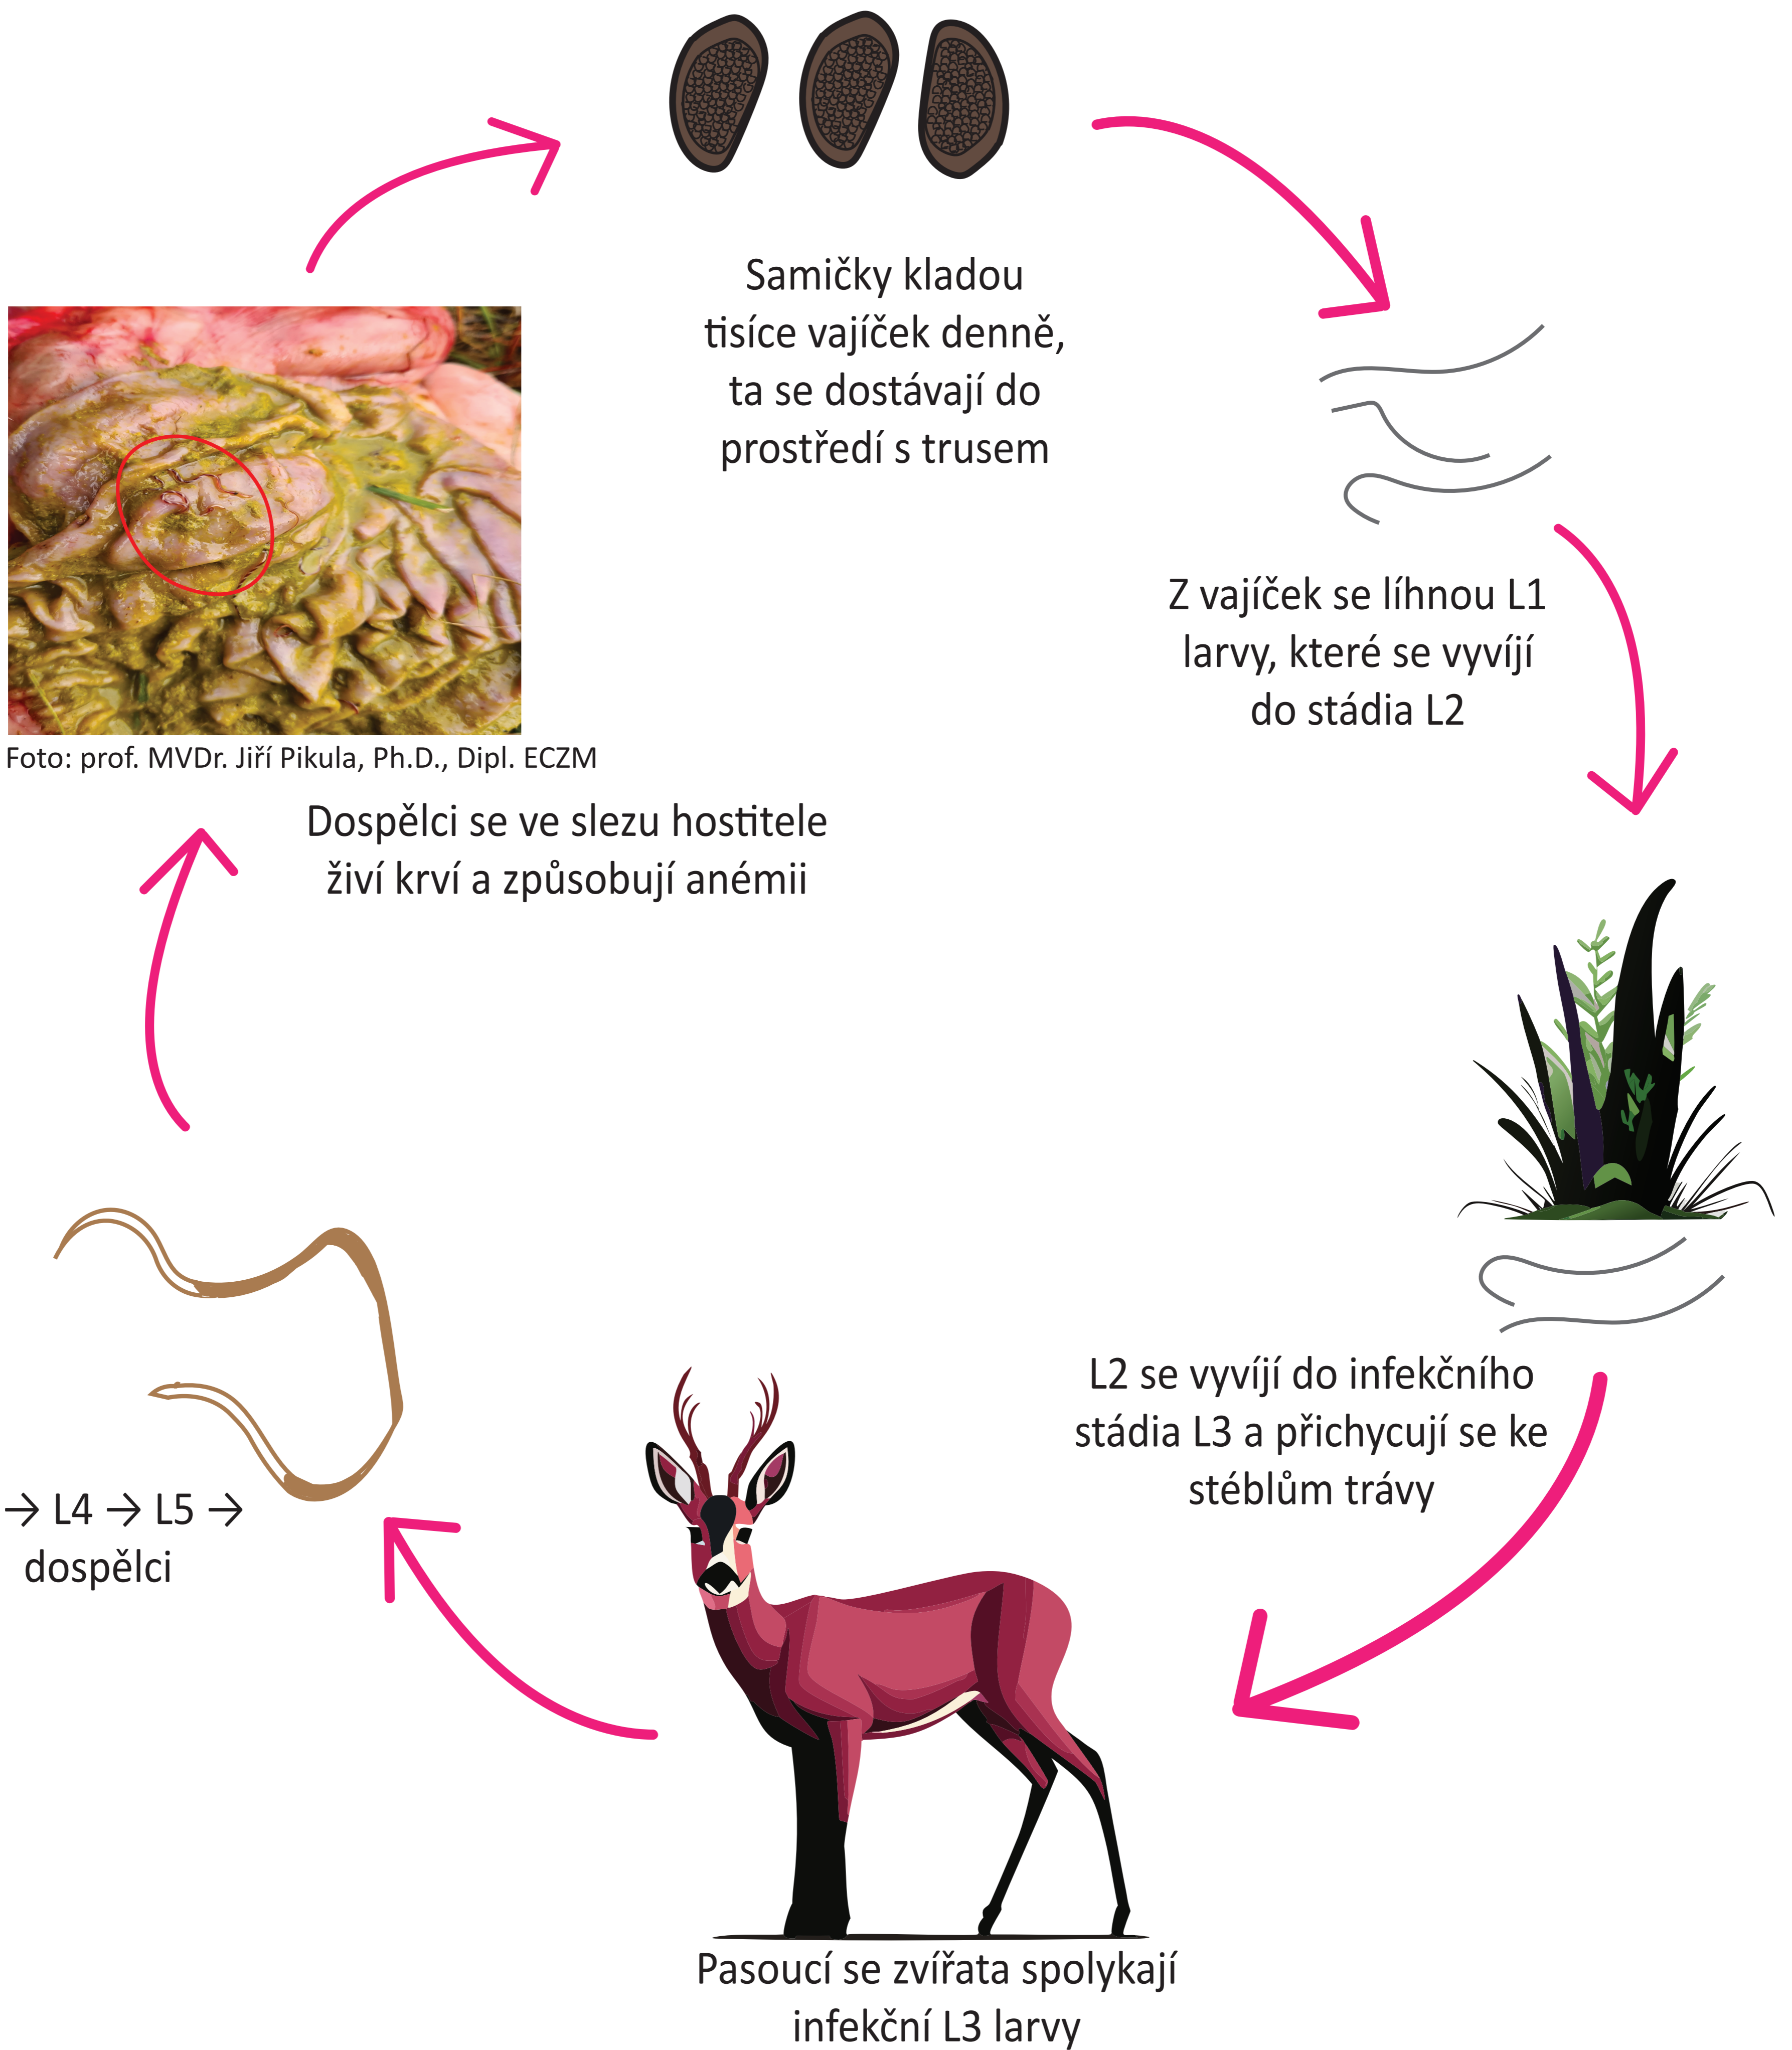 Samičky kladou
tisíce vajíček denně,
ta se dostávají do
prostředí s trusem
Z vajíček se líhnou L1
larvy, které se vyvíjí
do stádia L2
L2 se vyvíjí do infekčního
stádia L3 a přichycují se ke
stéblům trávy
Pasoucí se zvířata spolykají
infekční L3 larvy
→ L4 → L5 →
dospělci
Foto: prof. MVDr. Jiří Pikula, Ph.D., Dipl. ECZM
Dospělci se ve slezu hostitele
živí krví a způsobují anémii